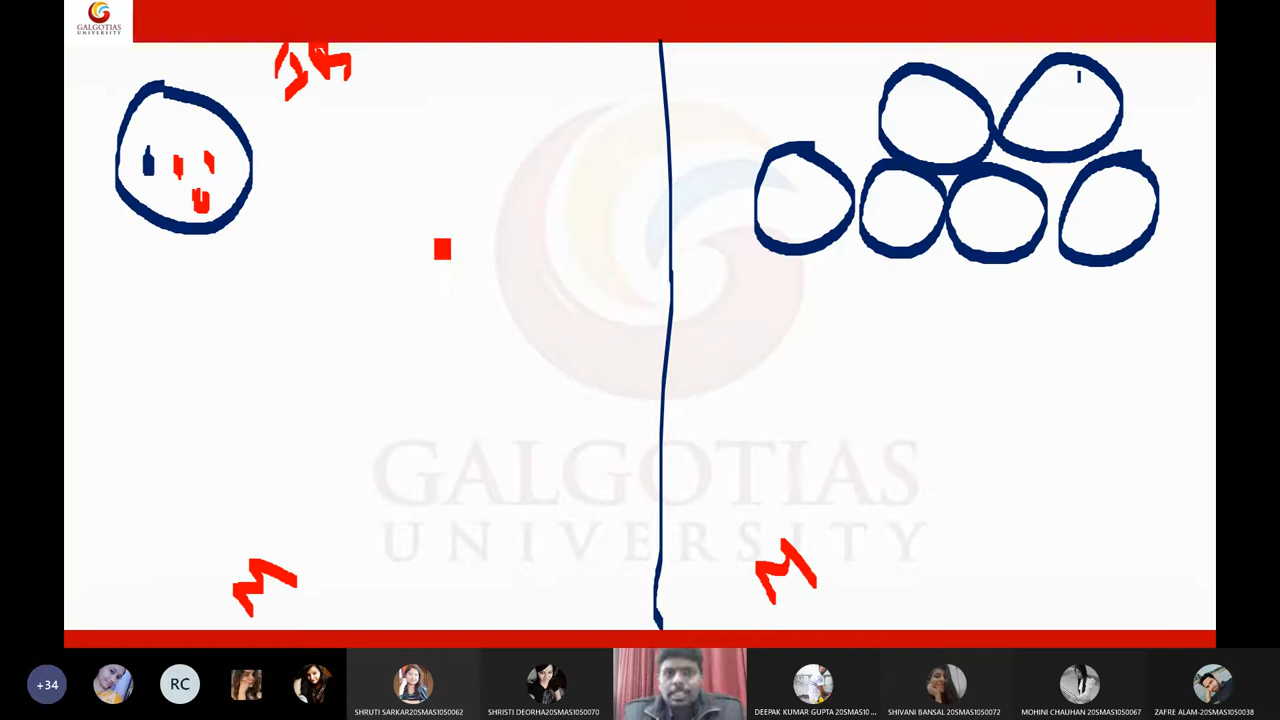 GALGOTIAS
UNIVERSITY
GALGOTIAS
UNIVERSITY
M
M
+34
RC
SHRUTI SARKAR20SMAS1050062
SHRISTI DEORHA20SMAS1050070
DEEPAK KUMAR GUPTA 20SMAS10 ...
SHIVANI BANSAL 20SMAS1050072
MOHINI CHAUHAN 20SMAS1050067
ZAFRE ALAM-20SMAS1050038